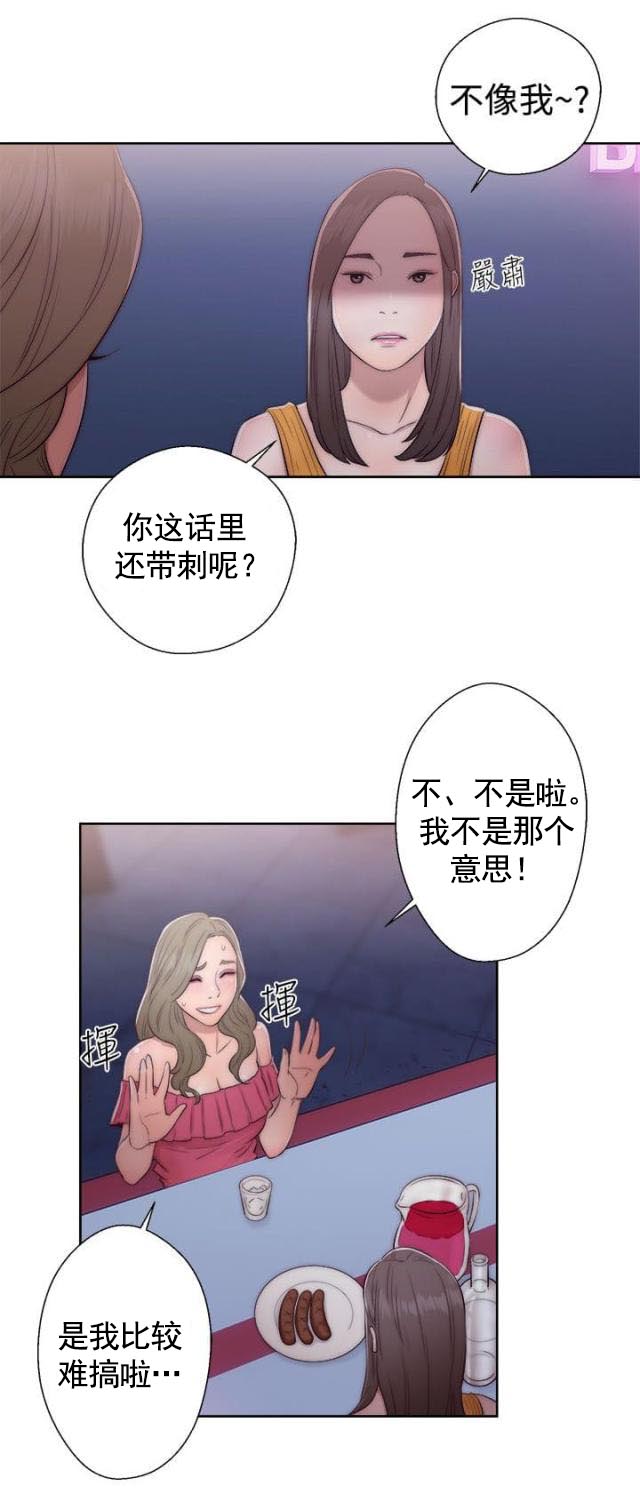 不像我~?
嚴肅
你这话里
还带刺呢?
不、不是啦。
我不是那个
意思!
揮
揮
是我比较
难搞啦…